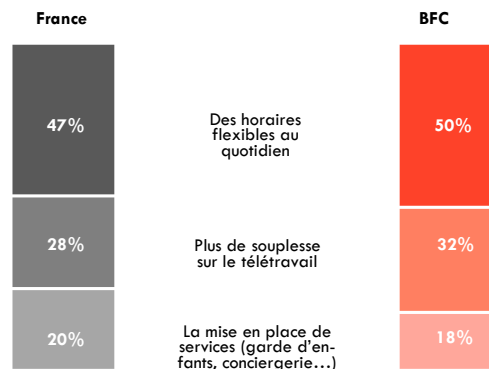 France
BFC
47%
Des horaires
flexibles au
quotidien
50%
28%
Plus de souplesse
sur le télétravail
32%
20%
La mise en place de
services (garde d'en-
fants, conciergerie...)
18%